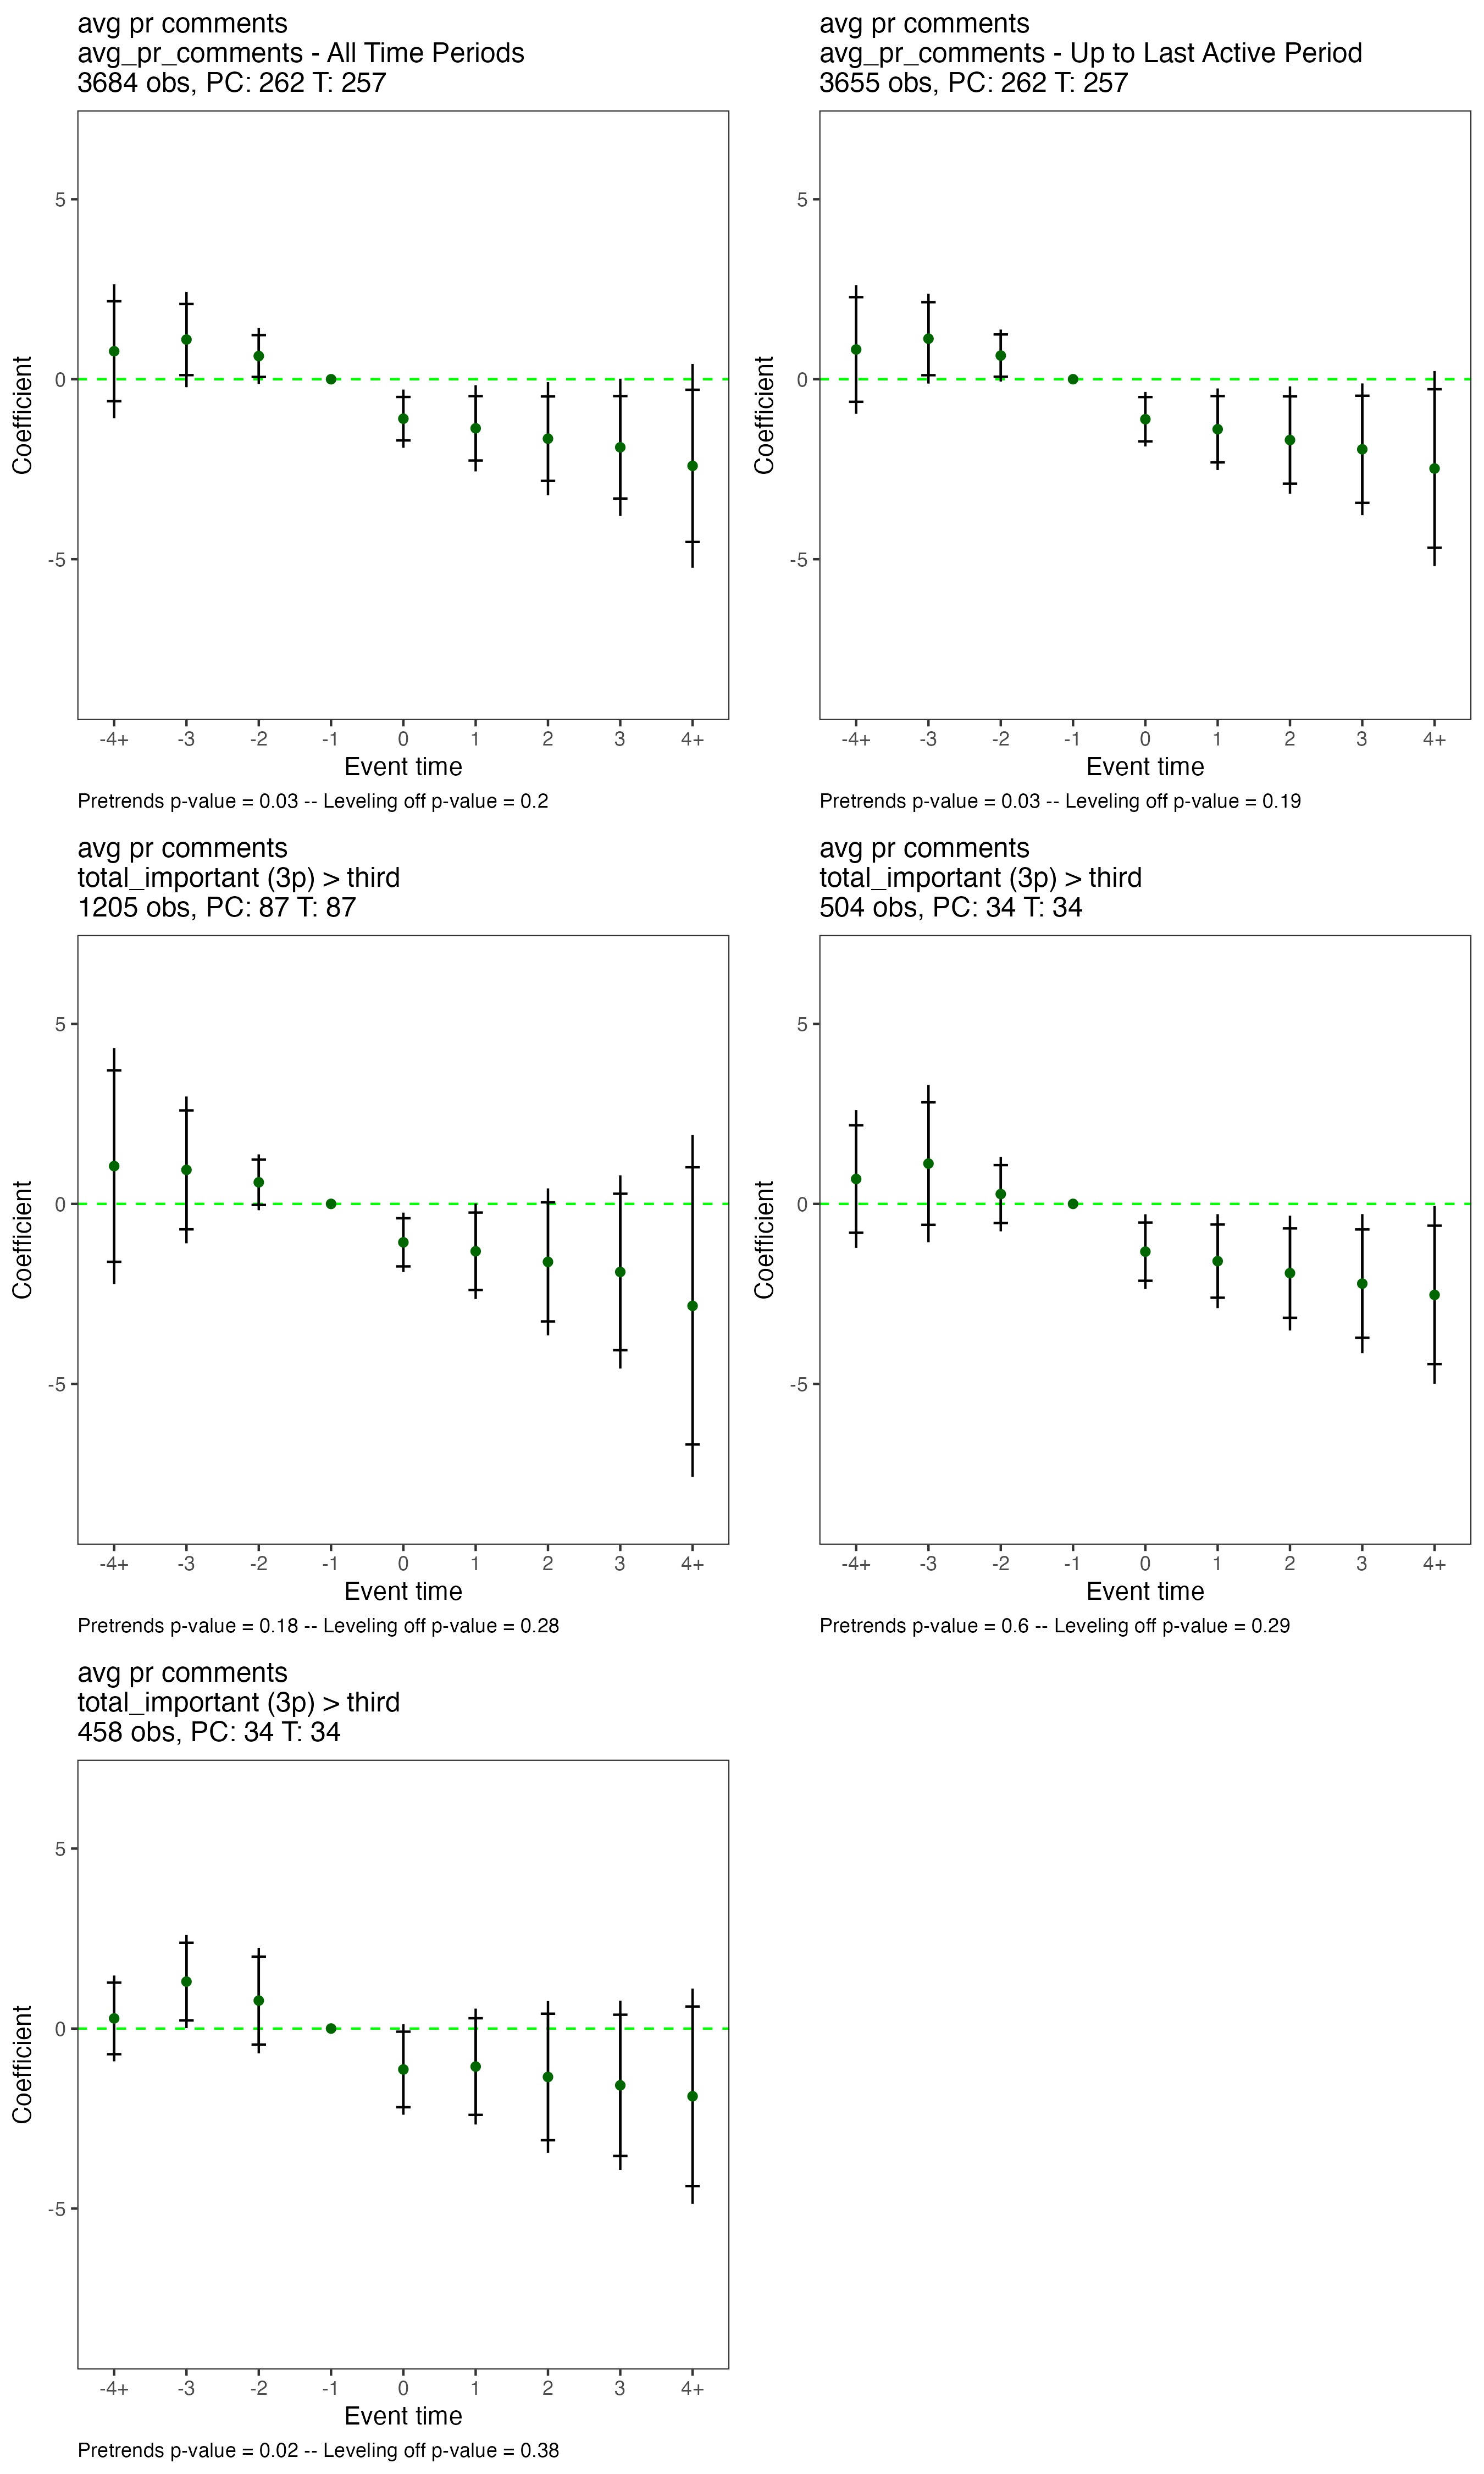 avg pr comments
avg_pr_comments - All Time Periods
3684 obs, PC: 262 T: 257
5
0
-5
Coefficient
-4+ -3 -2 -1 0 1 2 3 4+
Event time
Pretrends p-value = 0.03 -- Leveling off p-value = 0.2
avg pr comments
avg_pr_comments - Up to Last Active Period
3655 obs, PC: 262 T: 257
5
0
-5
Coefficient
-4+ -3 -2 -1 0 1 2 3 4+
Event time
Pretrends p-value = 0.03 -- Leveling off p-value = 0.19
avg pr comments
total_important (3p) > third
1205 obs, PC: 87 T: 87
5
0
-5
Coefficient
-4+ -3 -2 -1 0 1 2 3 4+
Event time
Pretrends p-value = 0.18 -- Leveling off p-value = 0.28
avg pr comments
total_important (3p) > third
504 obs, PC: 34 T: 34
5
0
-5
Coefficient
-4+ -3 -2 -1 0 1 2 3 4+
Event time
Pretrends p-value = 0.6 -- Leveling off p-value = 0.29
avg pr comments
total_important (3p) > third
458 obs, PC: 34 T: 34
5
0
-5
Coefficient
-4+ -3 -2 -1 0 1 2 3 4+
Event time
Pretrends p-value = 0.02 -- Leveling off p-value = 0.38